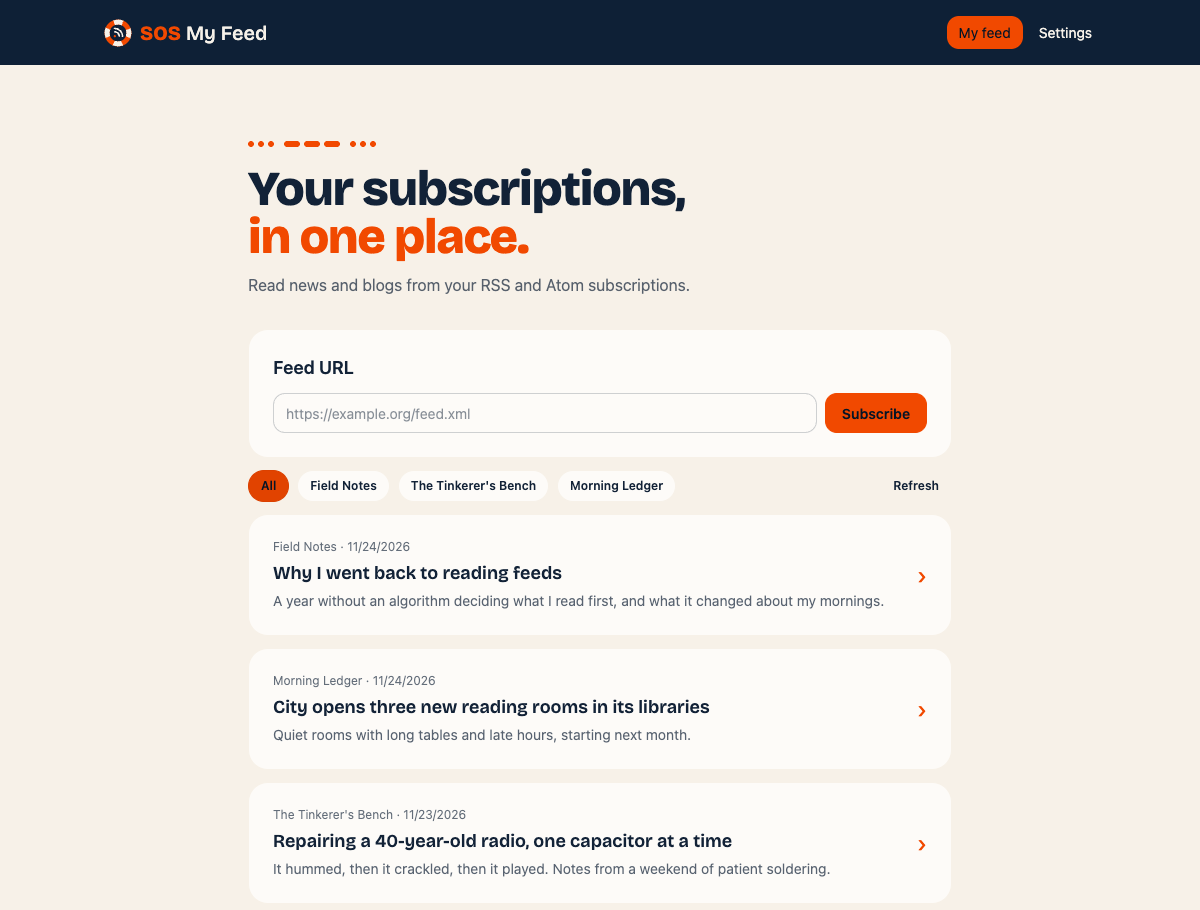 SOS My Feed
My feed
Settings
Your subscriptions,
in one place.
Read news and blogs from your RSS and Atom subscriptions.
Feed URL
https://example.org/feed.xml
Subscribe
All
Field Notes
The Tinkerer's Bench
Morning Ledger
Refresh
Field Notes · 11/24/2026
Why I went back to reading feeds
A year without an algorithm deciding what I read first, and what it changed about my mornings.
Morning Ledger · 11/24/2026
City opens three new reading rooms in its libraries
Quiet rooms with long tables and late hours, starting next month.
The Tinkerer's Bench · 11/23/2026
Repairing a 40-year-old radio, one capacitor at a time
It hummed, then it crackled, then it played. Notes from a weekend of patient soldering.